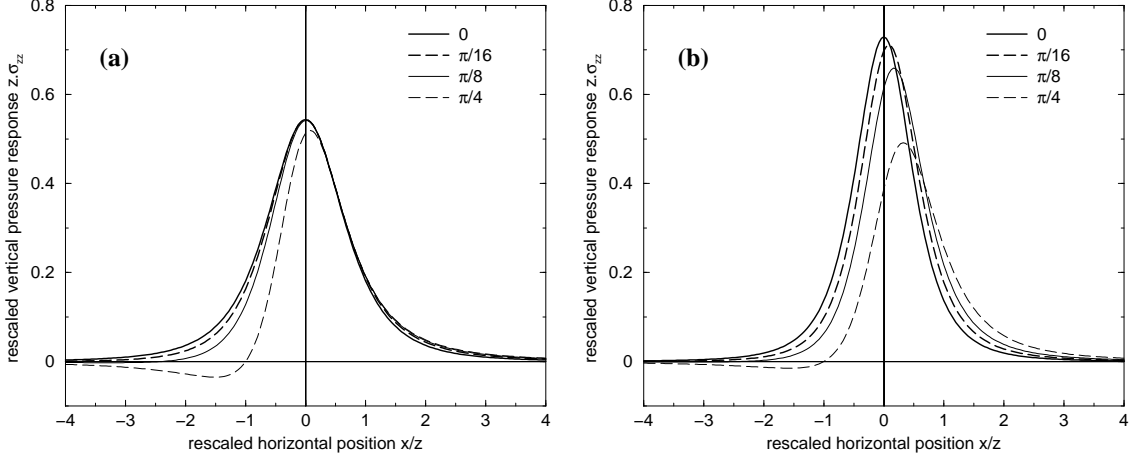 (a)
0
π/16
π/8
π/4
0.8
0.6
0.4
0.2
0
−4 −3 −2 −1 0 1 2 3 4
rescaled vertical pressure response z.σzz
rescaled horizontal position x/z
(b)
0
π/16
π/8
π/4
0.8
0.6
0.4
0.2
0
−4 −3 −2 −1 0 1 2 3 4
rescaled vertical pressure response z.σzz
rescaled horizontal position x/z